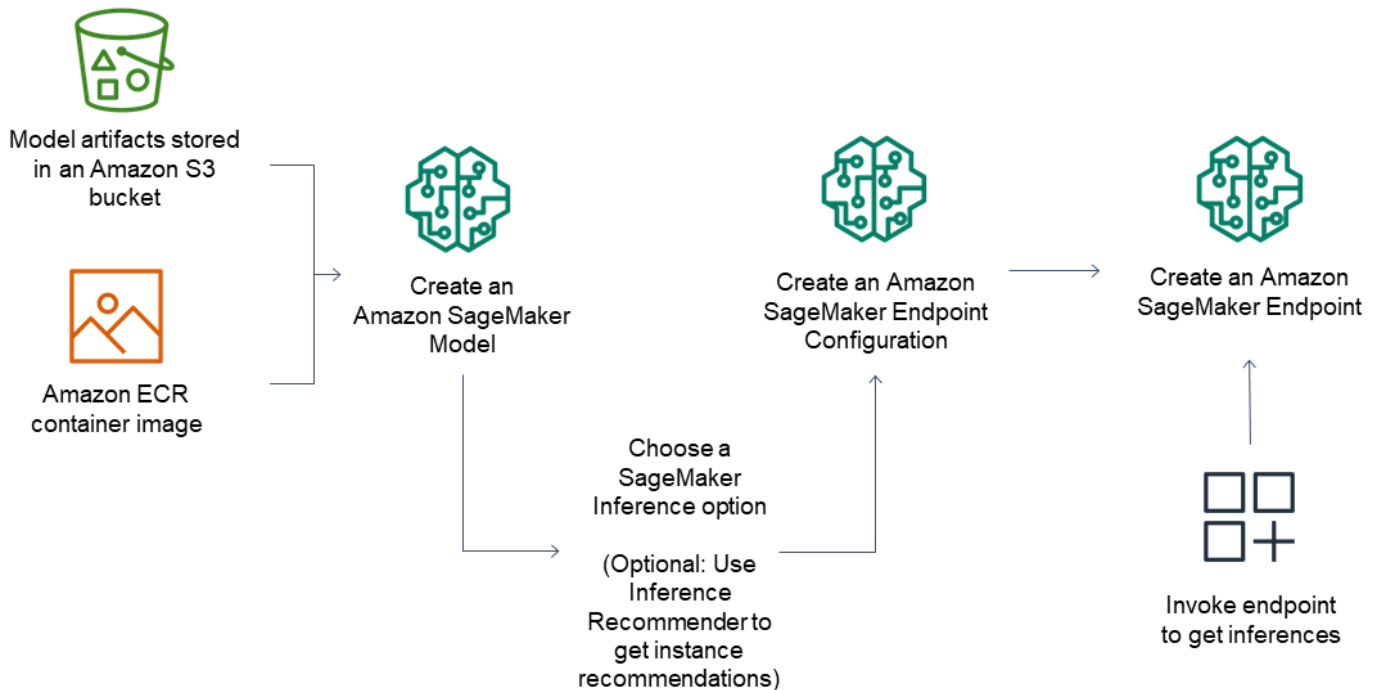 Model artifacts stored
in an Amazon S3
bucket
Amazon ECR
container image
Create an
Amazon SageMaker
Model
Choose a
SageMaker
Inference option
(Optional: Use
Inference
Recommender to
get instance
recommendations)
Create an Amazon
SageMaker Endpoint
Configuration
Create an Amazon
SageMaker Endpoint
Invoke endpoint
to get inferences